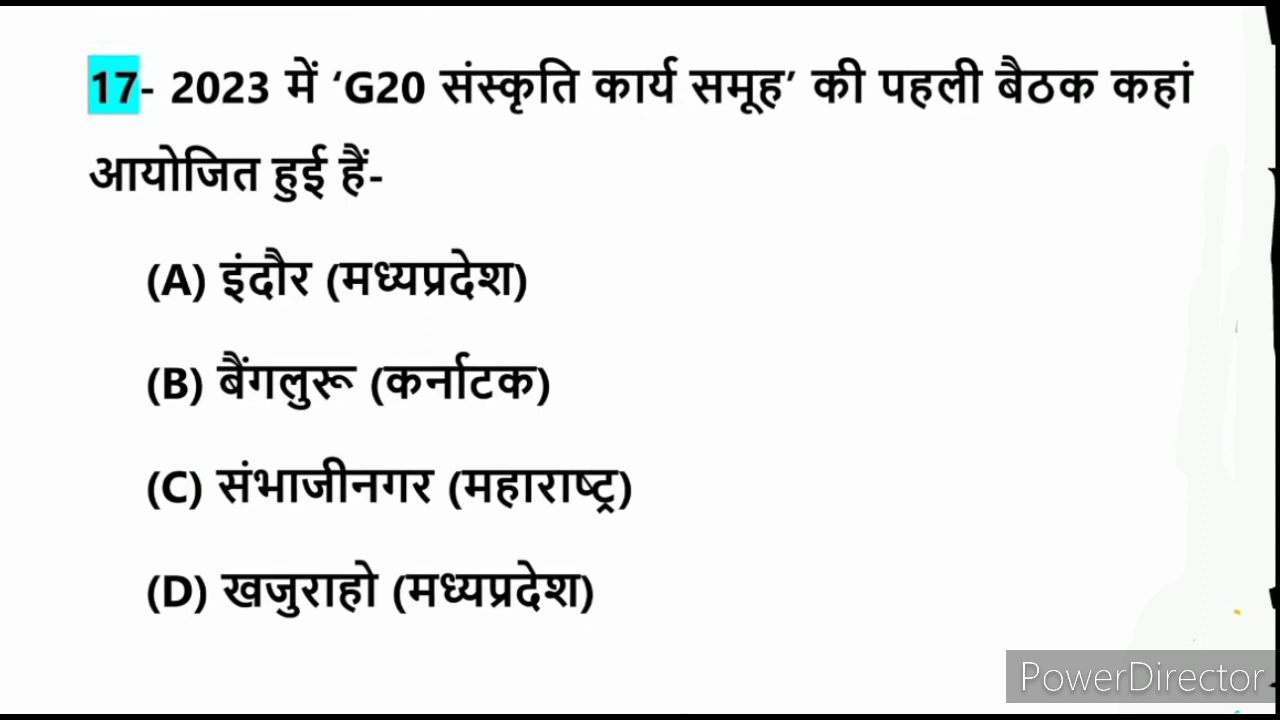 17- 2023 में ‘G20 संस्कृति कार्य समूह’ की पहली बैठक कहां
आयोजित हुई हैं-
(A) इंदौर (मध्यप्रदेश)
(B) बैंगलुरू (कर्नाटक)
(C) संभाजीनगर (महाराष्ट्र)
(D) खजुराहो (मध्यप्रदेश)
PowerDirector